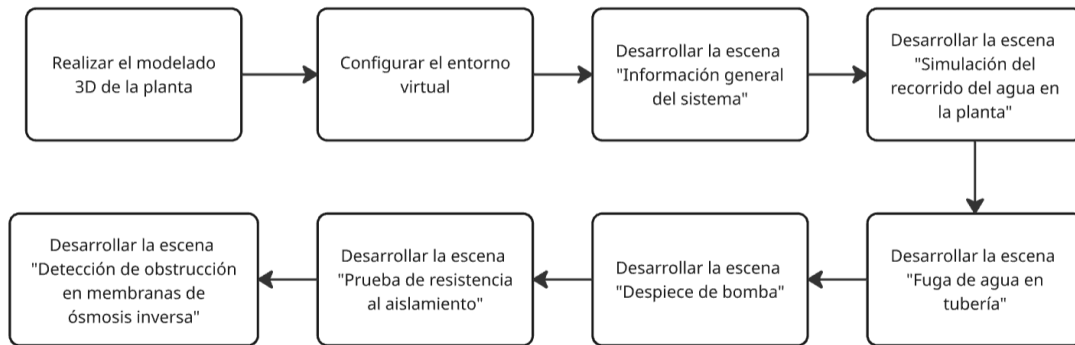 Realizar el modelado
3D de la planta
Configurar el entorno
virtual
Desarrollar la escena
"Información general
del sistema"
Desarrollar la escena
"Simulación del
recorrido del agua en
la planta"
Desarrollar la escena
"Fuga de agua en
tubería"
Desarrollar la escena
"Despiece de bomba"
Desarrollar la escena
"Prueba de resistencia
al aislamiento"
Desarrollar la escena
"Detección de obstrucción
en membranas de
ósmosis inversa"